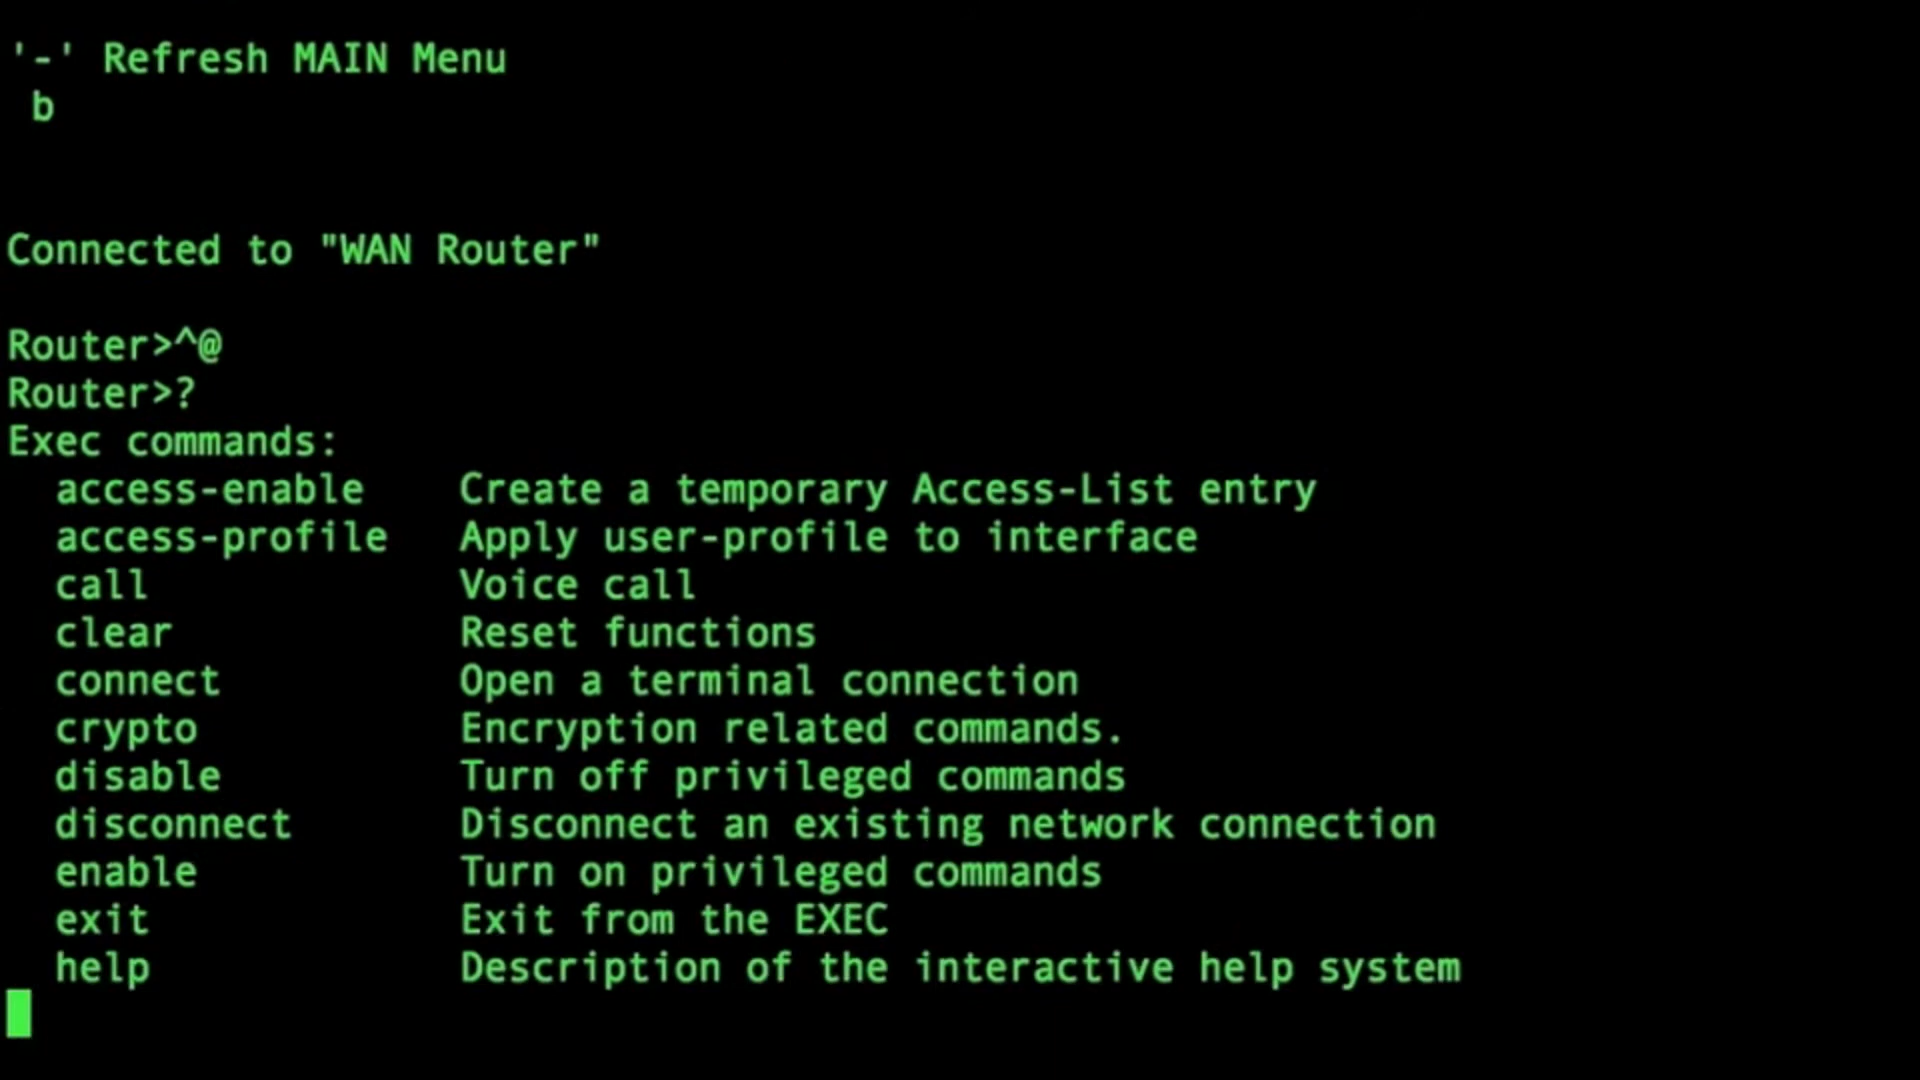 '-' Refresh MAIN Menu
b
Connected to "WAN Router"
Router>^@
Router>?
Exec commands:
access-enable Create a temporary Access-List entry
access-profile Apply user-profile to interface
call Voice call
clear Reset functions
connect Open a terminal connection
crypto Encryption related commands.
disable Turn off privileged commands
disconnect Disconnect an existing network connection
enable Turn on privileged commands
exit Exit from the EXEC
help Description of the interactive help system